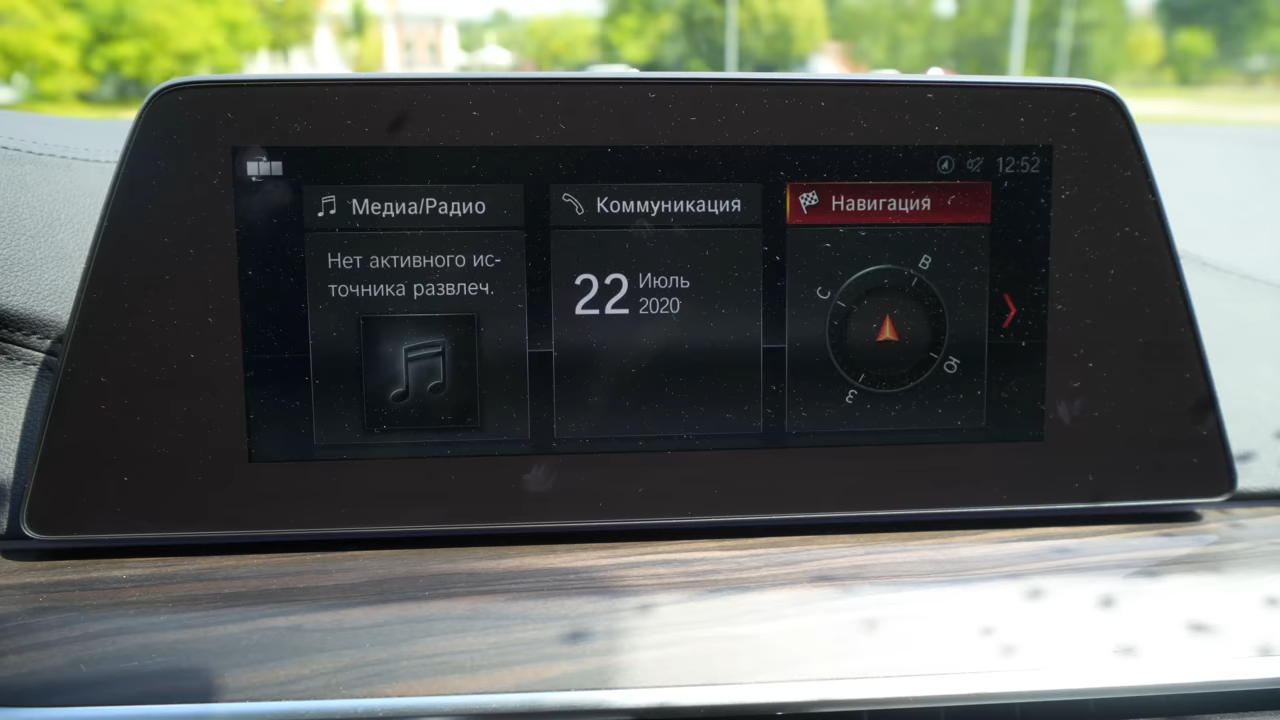 12:52
Медиа/Радио
Коммуникация
Навигация
Нет активного ис-
точника развлеч.
22
Июль
2020
С
В
Ю
З